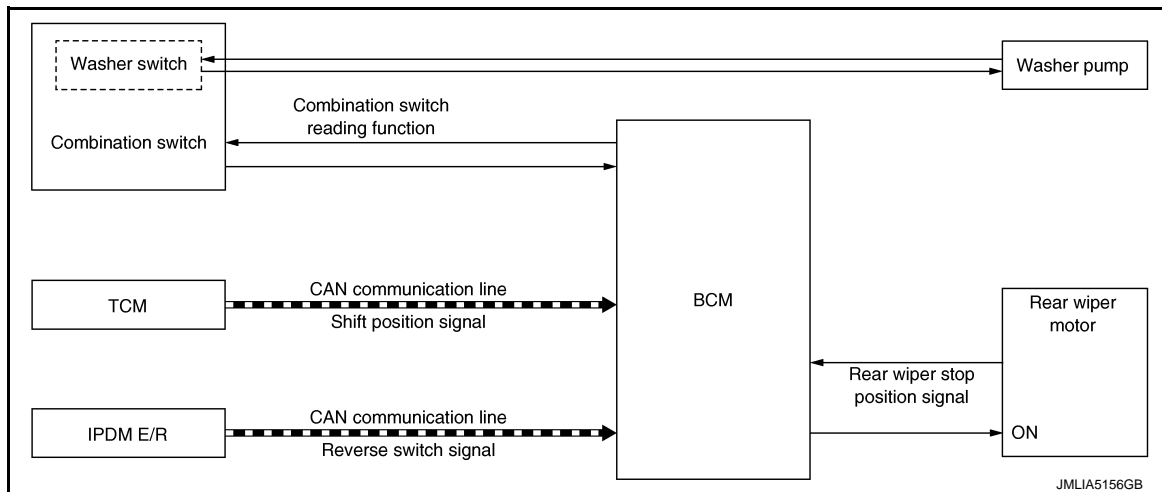 Washer switch
Washer pump
Combination switch
reading function
Combination switch
TCM
CAN communication line
Shift position signal
BCM
Rear wiper
motor
Rear wiper stop
position signal
IPDM E/R
CAN communication line
Reverse switch signal
ON
JMLIA5156GB